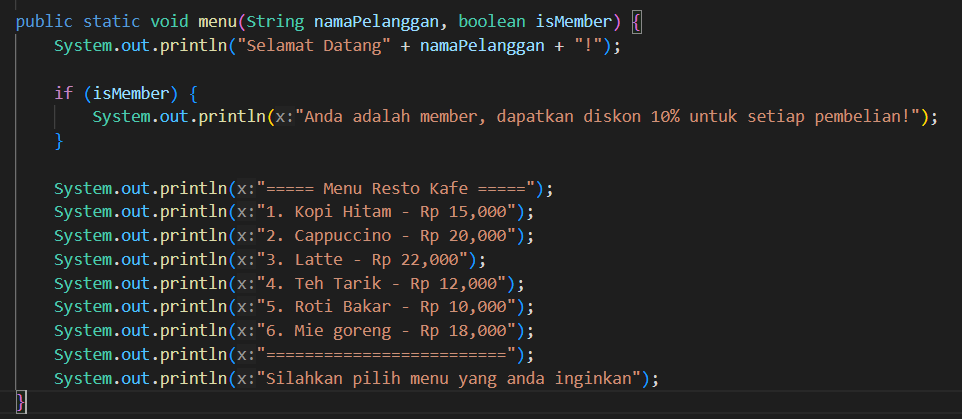 public static void menu(String namaPelanggan, boolean isMember) {
System.out.println("Selamat Datang" + namaPelanggan + "!");
if (isMember) {
System.out.println(x:"Anda adalah member, dapatkan diskon 10% untuk setiap pembelian!");
}
System.out.println(x:"===== Menu Resto Kafe =====");
System.out.println(x:"1. Kopi Hitam - Rp 15,000");
System.out.println(x:"2. Cappuccino - Rp 20,000");
System.out.println(x:"3. Latte - Rp 22,000");
System.out.println(x:"4. Teh Tarik - Rp 12,000");
System.out.println(x:"5. Roti Bakar - Rp 10,000");
System.out.println(x:"6. Mie goreng - Rp 18,000");
System.out.println(x:"=========================");
System.out.println(x:"Silahkan pilih menu yang anda inginkan");
}